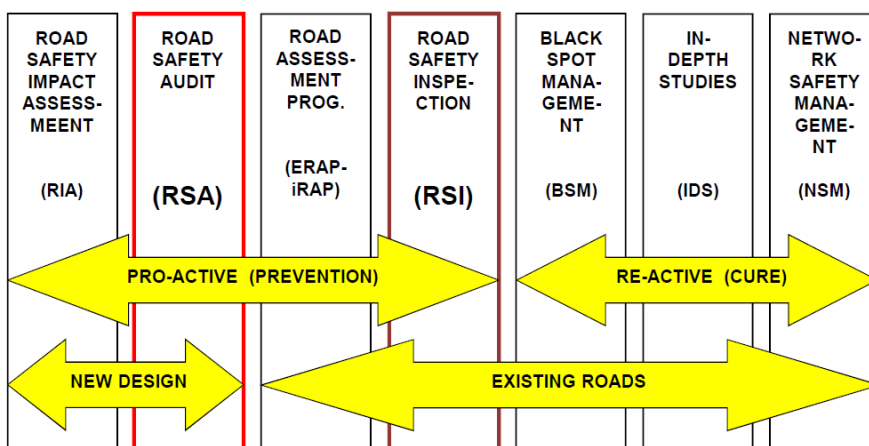 ROAD
SAFETY
IMPACT
ASSESS-
MEENT
(RIA)
ROAD
SAFETY
AUDIT
(RSA)
ROAD
ASSESS-
MENT
PROG.
(ERAP-
iRAP)
ROAD
SAFETY
INSPE-
CTION
(RSI)
BLACK
SPOT
MANA-
GEME-
NT
(BSM)
IN-
DEPTH
STUDIES
(IDS)
NETWO-
RK
SAFETY
MANA-
GEME-
NT
(NSM)
PRO-ACTIVE (PREVENTION)
RE-ACTIVE (CURE)
NEW DESIGN
EXISTING ROADS